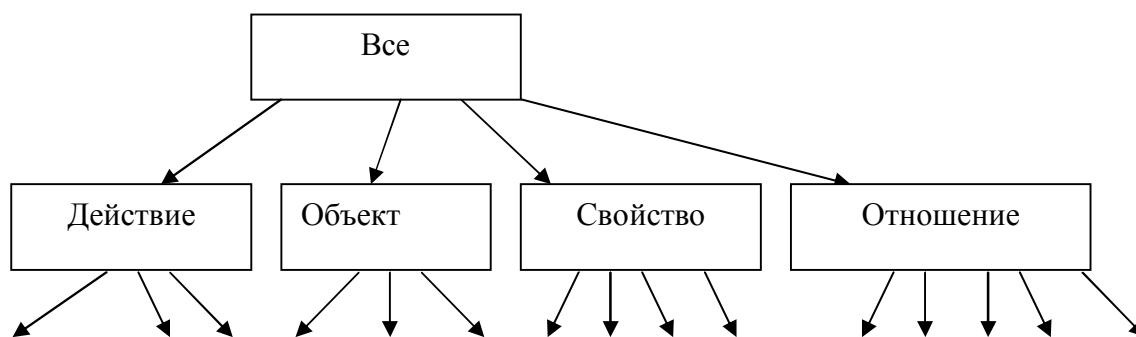 Все
Действие
Объект
Свойство
Отношение